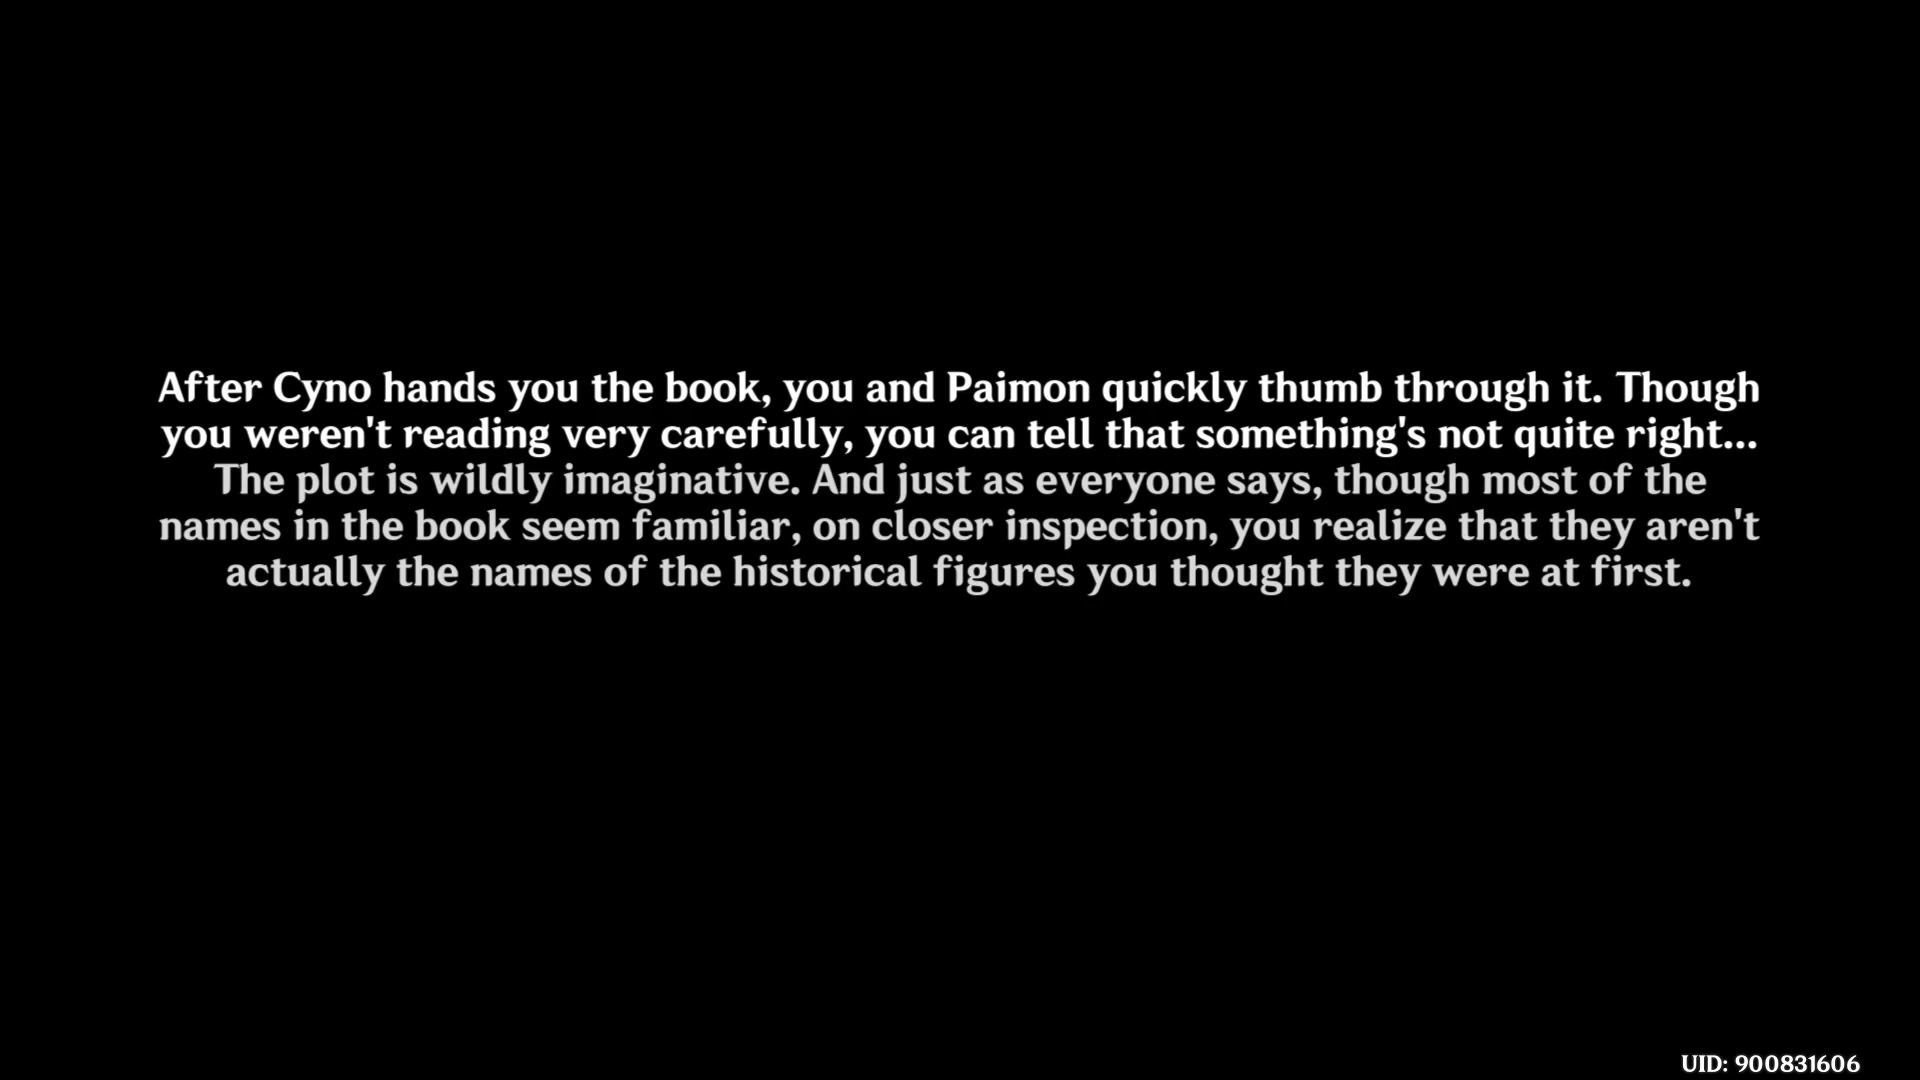 After Cyno hands you the book, you and Paimon quickly thumb through it. Though
you weren't reading very carefully, you can tell that something's not quite right...
The plot is wildly imaginative. And just as everyone says, though most of the
names in the book seem familiar, on closer inspection, you realize that they aren't
actually the names of the historical figures you thought they were at first.
UID: 900831606